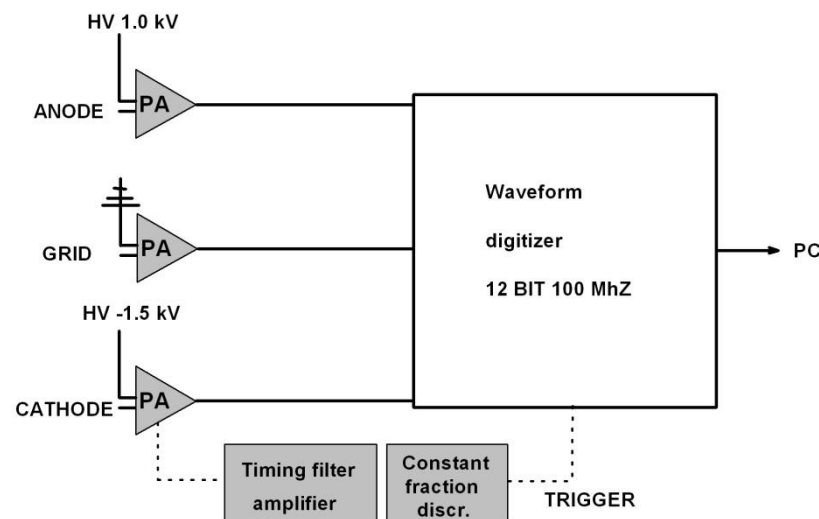 HV 1.0 kV
PA
ANODE
Waveform
digitizer
12 BIT 100 MhZ
PC
PA
GRID
HV -1.5 kV
PA
CATHODE
Timing filter
amplifier
Constant
fraction
discr.
TRIGGER